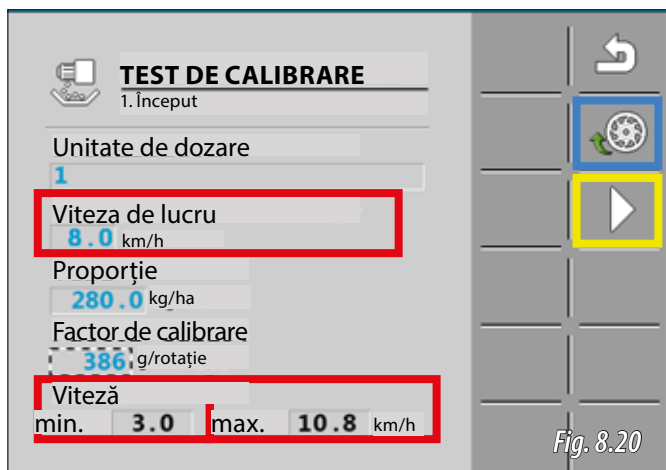 TEST DE CALIBRARE
1. Început
Unitate de dozare
1
Viteza de lucru
8.0 km/h
Proporție
280.0 kg/ha
Factor de calibrare
386 g/rotație
Viteză
min. 3.0 max. 10.8 km/h
Fig. 8.20